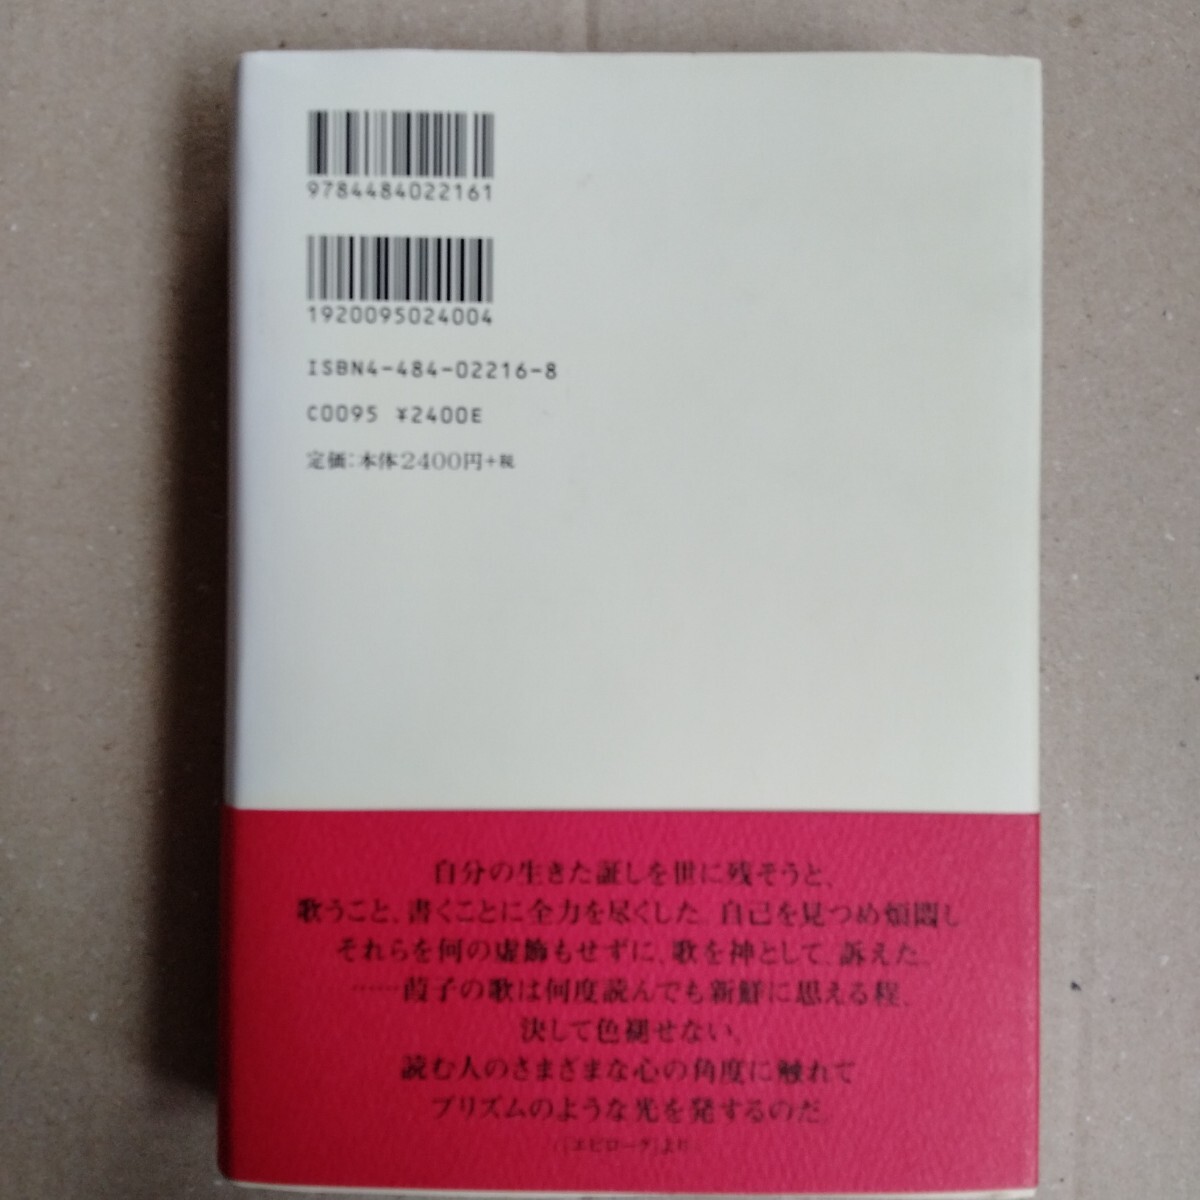 9784484022161
1920095024004
ISBN4-484-02216-8
C0095 ¥2400E
定価:本体2400円+税
自分の生きた証しを世に残そうと、
歌うこと、書くことに全力を尽くした。自己を見つめ煩悶し
それらを何の虚飾もせずに、歌を神として、訴えた。
……葭子の歌は何度読んでも新鮮に思える程、
決して色褪せない、
読む人のさまざまな心の角度に触れて
プリズムのような光を発するのだ。
(「エピローグ」より)